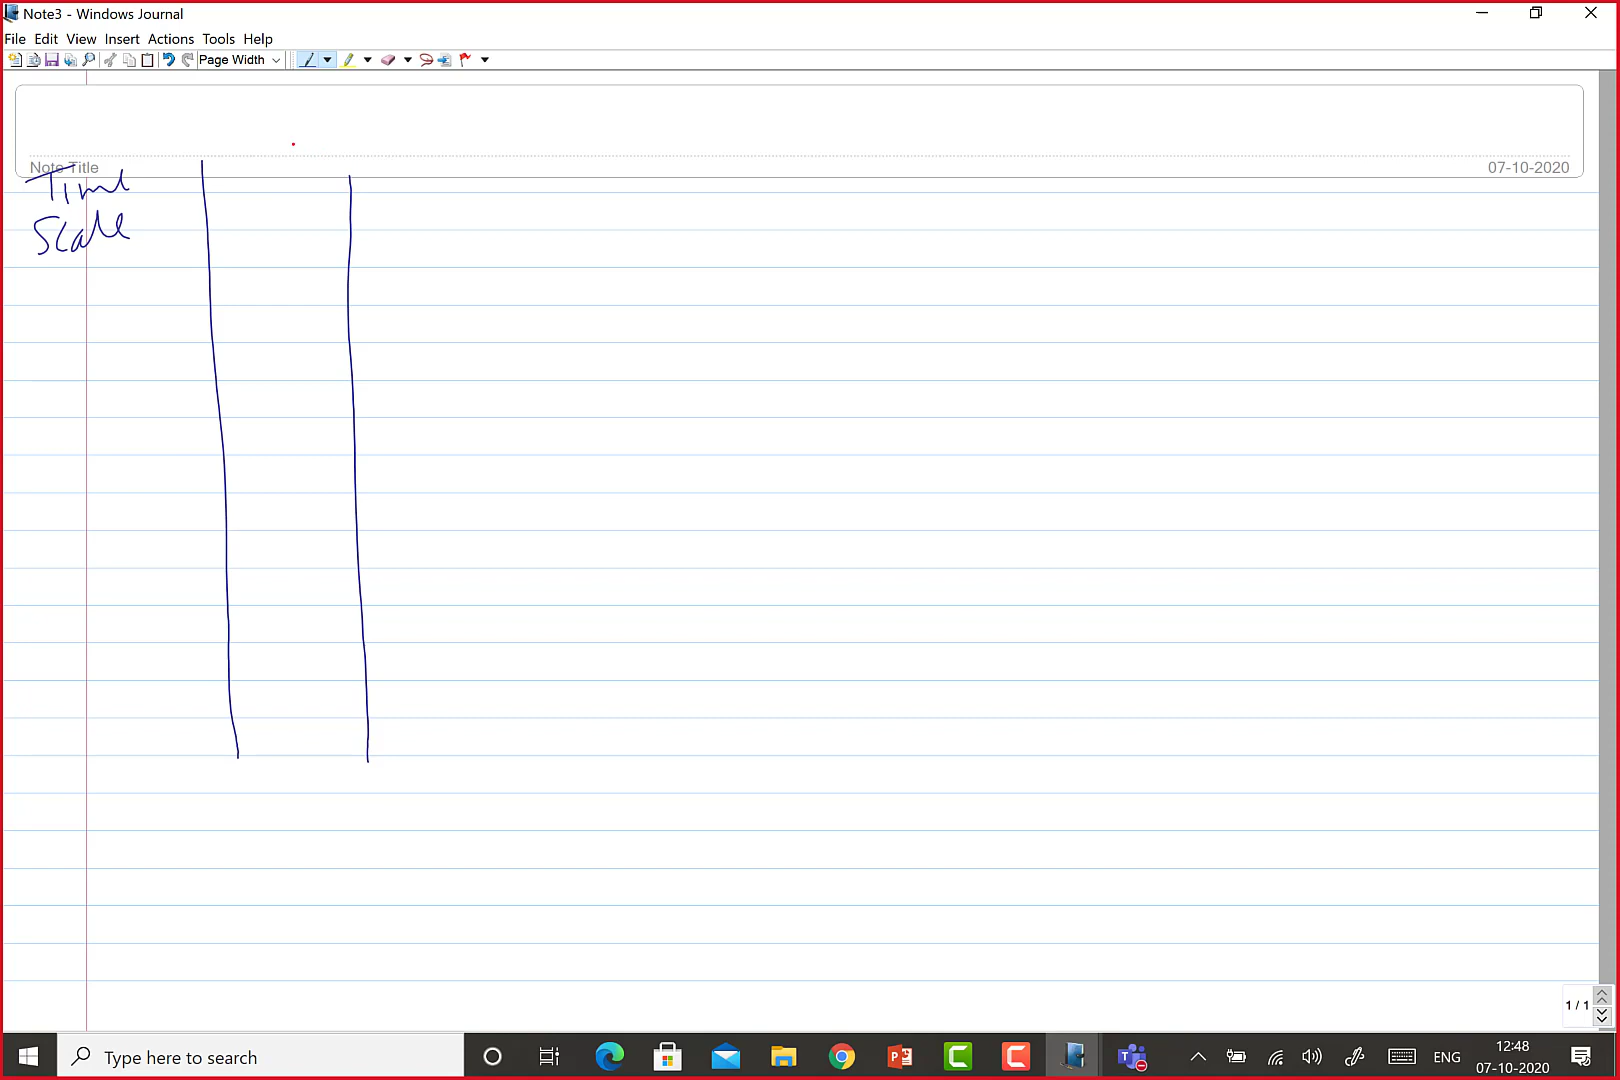 Note3 - Windows Journal
File Edit View Insert Actions Tools Help
Page Width
Note Title
07-10-2020
Time
Scale
1 / 1
Type here to search
ENG
12:48
07-10-2020